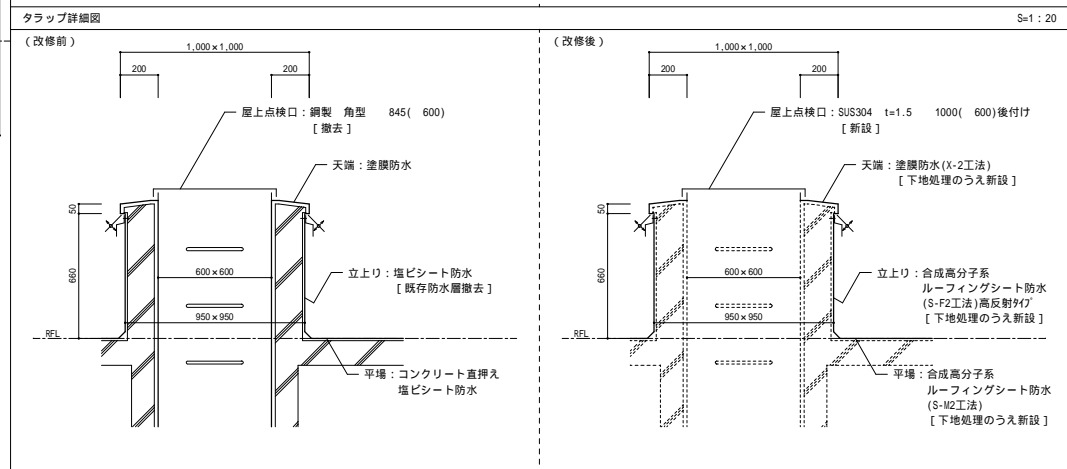 タラップ詳細図
S=1：20
(改修前)
1,000×1,000
200
200
屋上点検口：鋼製　角型　845(　600)
[ 撤去 ]
天端：塗膜防水
50
660
600×600
立上り：塩ビシート防水
[ 既存防水層撤去 ]
950×950
RFL
平場：コンクリート直押え
塩ビシート防水
(改修後)
1,000×1,000
200
200
屋上点検口：SUS304　t=1.5　1000(　600)後付け
[ 新設 ]
天端：塗膜防水(X-2工法)
[ 下地処理のうえ新設 ]
50
660
600×600
立上り：合成高分子系
ルーフィングシート防水
(S-F2工法)高反射タイプ
[ 下地処理のうえ新設 ]
950×950
RFL
平場：合成高分子系
ルーフィングシート防水
(S-M2工法)
[ 下地処理のうえ新設 ]